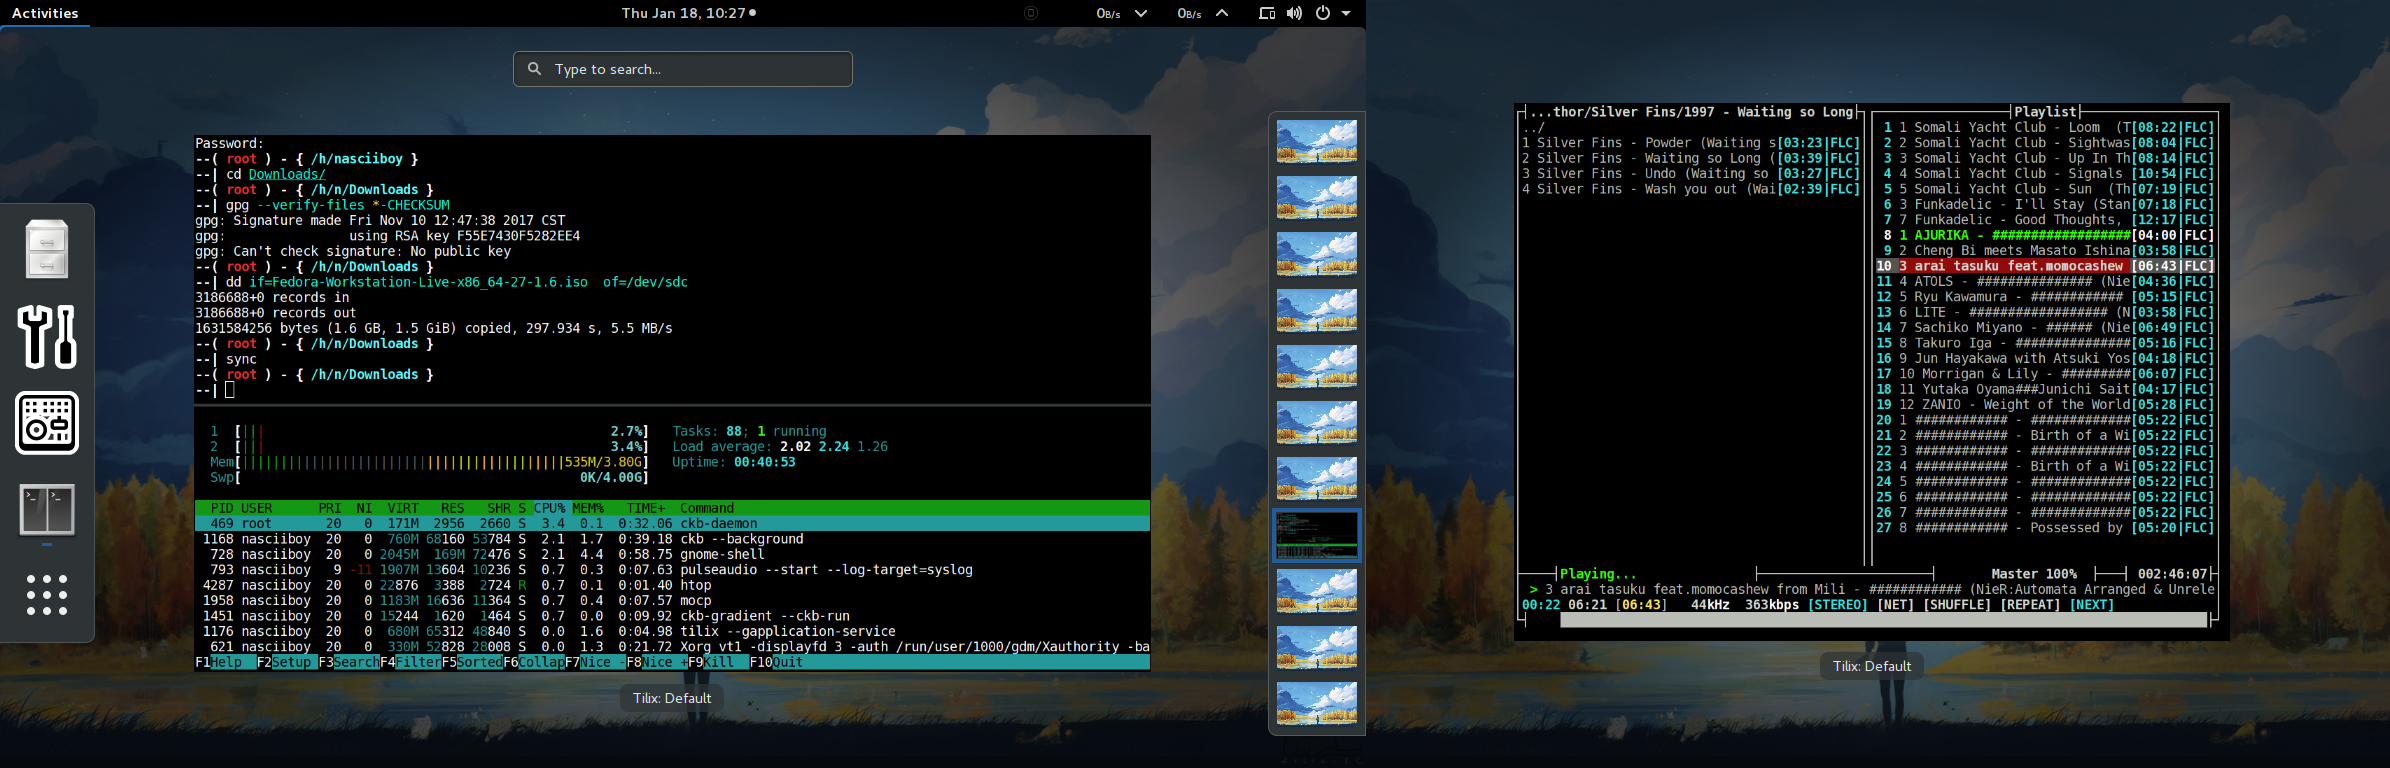 Activities
Thu Jan 18, 10:27
0B/s 0B/s
Type to search...
Password:
--( root ) - { /h/nasciiboy }
--| cd Downloads/
--( root ) - { /h/n/Downloads }
--| gpg --verify-files *-CHECKSUM
gpg: Signature made Fri Nov 10 12:47:38 2017 CST
gpg:                using RSA key F55E7430F5282EE4
gpg: Can't check signature: No public key
--( root ) - { /h/n/Downloads }
--| dd if=Fedora-Workstation-Live-x86_64-27-1.6.iso  of=/dev/sdc
3186688+0 records in
3186688+0 records out
1631584256 bytes (1.6 GB, 1.5 GiB) copied, 297.934 s, 5.5 MB/s
--( root ) - { /h/n/Downloads }
--| sync
--( root ) - { /h/n/Downloads }
--|
1 [||| 2.7%] Tasks: 88; 1 running
2 [||| 3.4%] Load average: 2.02 2.24 1.26
Mem[||||||||||||||||||||||||||||||||||||||||||535M/3.80G] Uptime: 00:40:53
Swp[ 0K/4.00G]
PID USER PRI NI VIRT RES SHR S CPU% MEM% TIME+ Command
469 root 20 0 171M 2956 2660 S 3.4 0.1 0:32.06 ckb-daemon
1168 nasciiboy 20 0 760M 68160 53784 S 2.1 1.7 0:39.18 ckb --background
728 nasciiboy 20 0 2045M 169M 72476 S 2.1 4.4 0:58.75 gnome-shell
793 nasciiboy 9 -11 1907M 13604 10236 S 0.7 0.3 0:07.63 pulseaudio --start --log-target=syslog
4287 nasciiboy 20 0 22876 3388 2724 R 0.7 0.1 0:01.40 htop
1958 nasciiboy 20 0 1183M 16636 11364 S 0.7 0.4 0:07.57 mocp
1451 nasciiboy 20 0 15244 1620 1464 S 0.7 0.0 0:09.92 ckb-gradient --ckb-run
1176 nasciiboy 20 0 680M 65312 48840 S 0.0 1.6 0:04.98 tilix --gapplication-service
621 nasciiboy 20 0 330M 52828 28008 S 0.0 1.3 0:21.72 Xorg vt1 -displayfd 3 -auth /run/user/1000/gdm/Xauthority -ba
F1Help F2Setup F3SearchF4FilterF5SortedF6CollapF7Nice -F8Nice +F9Kill F10Quit
Tilix: Default
...thor/Silver Fins/1997 - Waiting so Long
../
1 Silver Fins - Powder (Waiting s[03:23|FLC]
2 Silver Fins - Waiting so Long ([03:39|FLC]
3 Silver Fins - Undo (Waiting so [03:27|FLC]
4 Silver Fins - Wash you out (Wai[02:39|FLC]
Playlist
1 1 Somali Yacht Club - Loom  (T[08:22|FLC]
2 2 Somali Yacht Club - Sightwas[08:04|FLC]
3 3 Somali Yacht Club - Up In Th[08:14|FLC]
4 4 Somali Yacht Club - Signals [10:54|FLC]
5 5 Somali Yacht Club - Sun  (Th[07:19|FLC]
6 3 Funkadelic - I'll Stay (Stan[07:18|FLC]
7 7 Funkadelic - Good Thoughts, [12:17|FLC]
8 1 AJURIKA - ##################[04:00|FLC]
9 2 Cheng Bi meets Masato Ishina[03:58|FLC]
10 3 arai tasuku feat.momocashew [06:43|FLC]
11 4 ATOLS - ############### (Nie[04:36|FLC]
12 5 Ryu Kawamura - ############ [05:15|FLC]
13 6 LITE - ################## (N[03:58|FLC]
14 7 Sachiko Miyano - ###### (Nie[06:49|FLC]
15 8 Takuro Iga - ###############[05:16|FLC]
16 9 Jun Hayakawa with Atsuki Yos[04:18|FLC]
17 10 Morrigan & Lily - #########[06:07|FLC]
18 11 Yutaka Oyama###Junichi Sait[04:17|FLC]
19 12 ZANIO - Weight of the World[05:28|FLC]
20 1 ############ - #############[05:22|FLC]
21 2 ############ - Birth of a Wi[05:22|FLC]
22 3 ############ - #############[05:22|FLC]
23 4 ############ - Birth of a Wi[05:22|FLC]
24 5 ############ - #############[05:22|FLC]
25 6 ############ - #############[05:22|FLC]
26 7 ############ - #############[05:22|FLC]
27 8 ############ - Possessed by [05:20|FLC]
Playing... Master 100% 002:46:07
> 3 arai tasuku feat.momocashew from Mili - ############ (NieR:Automata Arranged & Unrele
00:22 06:21 [06:43] 44kHz 363kbps [STEREO] [NET] [SHUFFLE] [REPEAT] [NEXT]
Tilix: Default